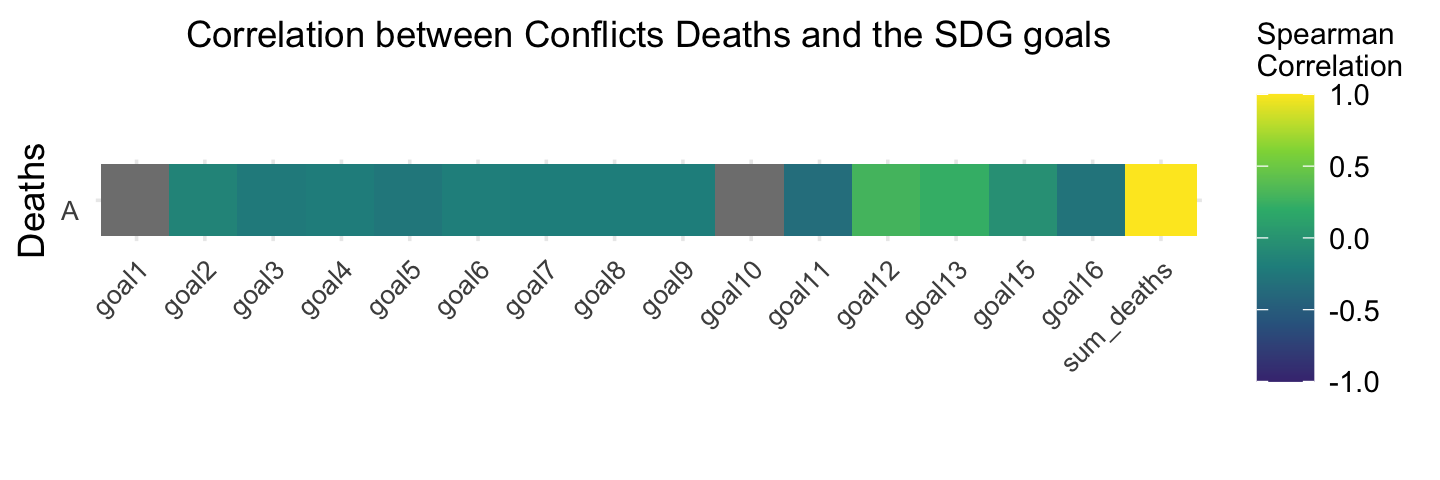 Correlation between Conflicts Deaths and the SDG goals
Spearman
Correlation
1.0
0.5
0.0
-0.5
-1.0
Deaths
A
goal1
goal2
goal3
goal4
goal5
goal6
goal7
goal8
goal9
goal10
goal11
goal12
goal13
goal15
goal16
sum_deaths